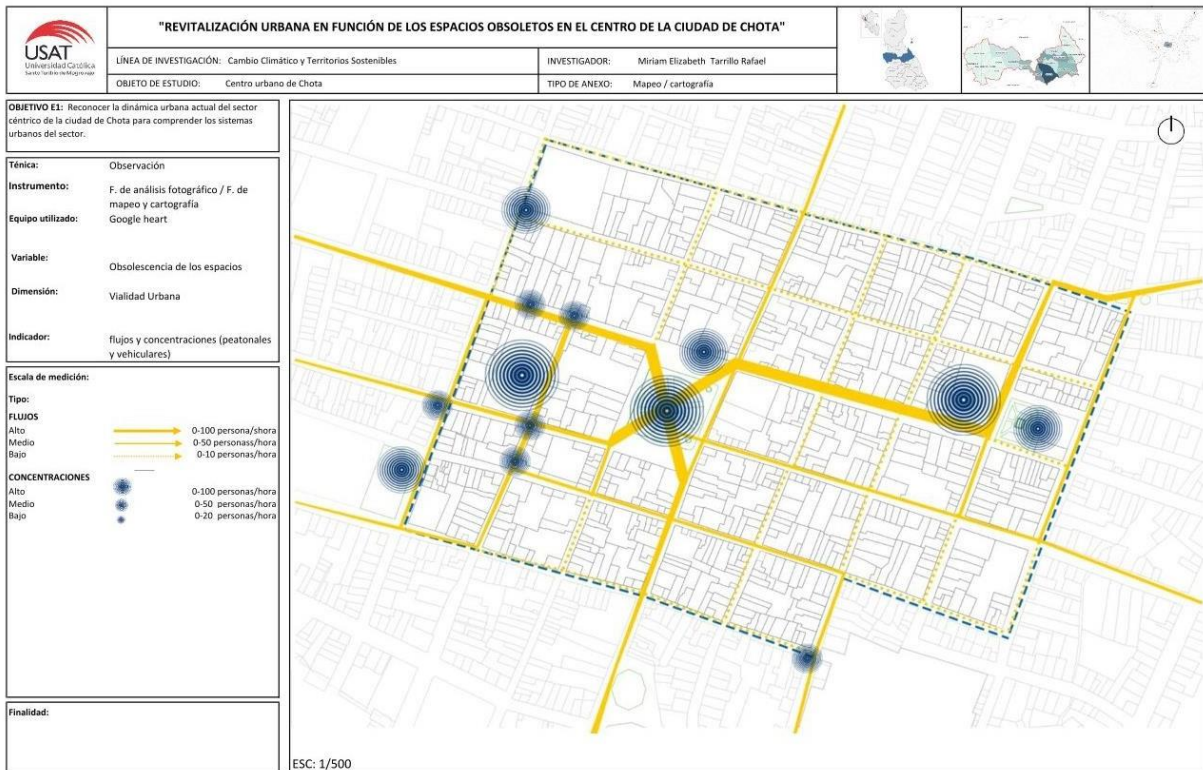 "REVITALIZACIÓN URBANA EN FUNCIÓN DE LOS ESPACIOS OBSOLETOS EN EL CENTRO DE LA CIUDAD DE CHOTA"
USAT
Universidad Católica
Santo Toribio de Mogrovejo
LÍNEA DE INVESTIGACIÓN: Cambio Climático y Territorios Sostenibles
INVESTIGADOR: Miriam Elizabeth Tarrillo Rafael
OBJETO DE ESTUDIO: Centro urbano de Chota
TIPO DE ANEXO: Mapeo / cartografía
OBJETIVO E1: Reconocer la dinámica urbana actual del sector
céntrico de la ciudad de Chota para comprender los sistemas
urbanos del sector.
Ténica: Observación
Instrumento: F. de análisis fotográfico / F. de
mapeo y cartografía
Equipo utilizado: Google heart
Variable:
Obsolescencia de los espacios
Dimensión: Vialidad Urbana
Indicador: flujos y concentraciones (peatonales
y vehiculares)
Escala de medición:
Tipo:
FLUJOS
Alto 0-100 persona/shora
Medio 0-50 personass/hora
Bajo 0-10 personas/hora
CONCENTRACIONES
Alto 0-100 personas/hora
Medio 0-50 personas/hora
Bajo 0-20 personas/hora
Finalidad:
ESC: 1/500